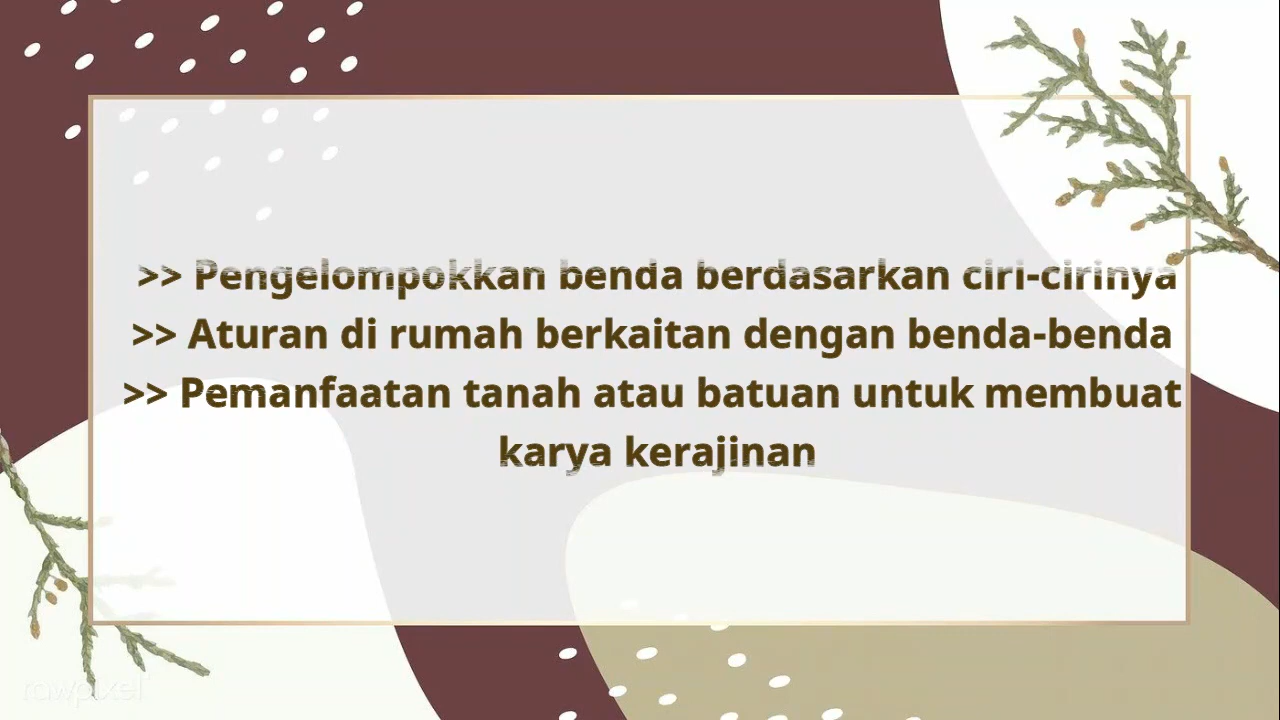 >> Pengelompokkan benda berdasarkan ciri-cirinya
>> Aturan di rumah berkaitan dengan benda-benda
>> Pemanfaatan tanah atau batuan untuk membuat
karya kerajinan
rawpixel